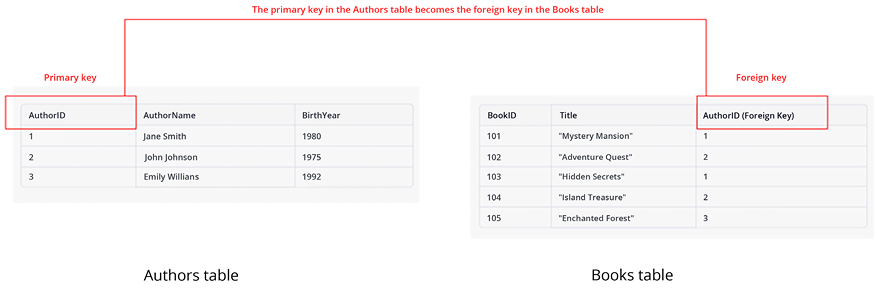 The primary key in the Authors table becomes the foreign key in the Books table
Primary key
AuthorID AuthorName BirthYear
1 Jane Smith 1980
2 John Johnson 1975
3 Emily Willians 1992
Authors table
Foreign key
BookID Title AuthorID (Foreign Key)
101 "Mystery Mansion" 1
102 "Adventure Quest" 2
103 "Hidden Secrets" 1
104 "Island Treasure" 2
105 "Enchanted Forest" 3
Books table